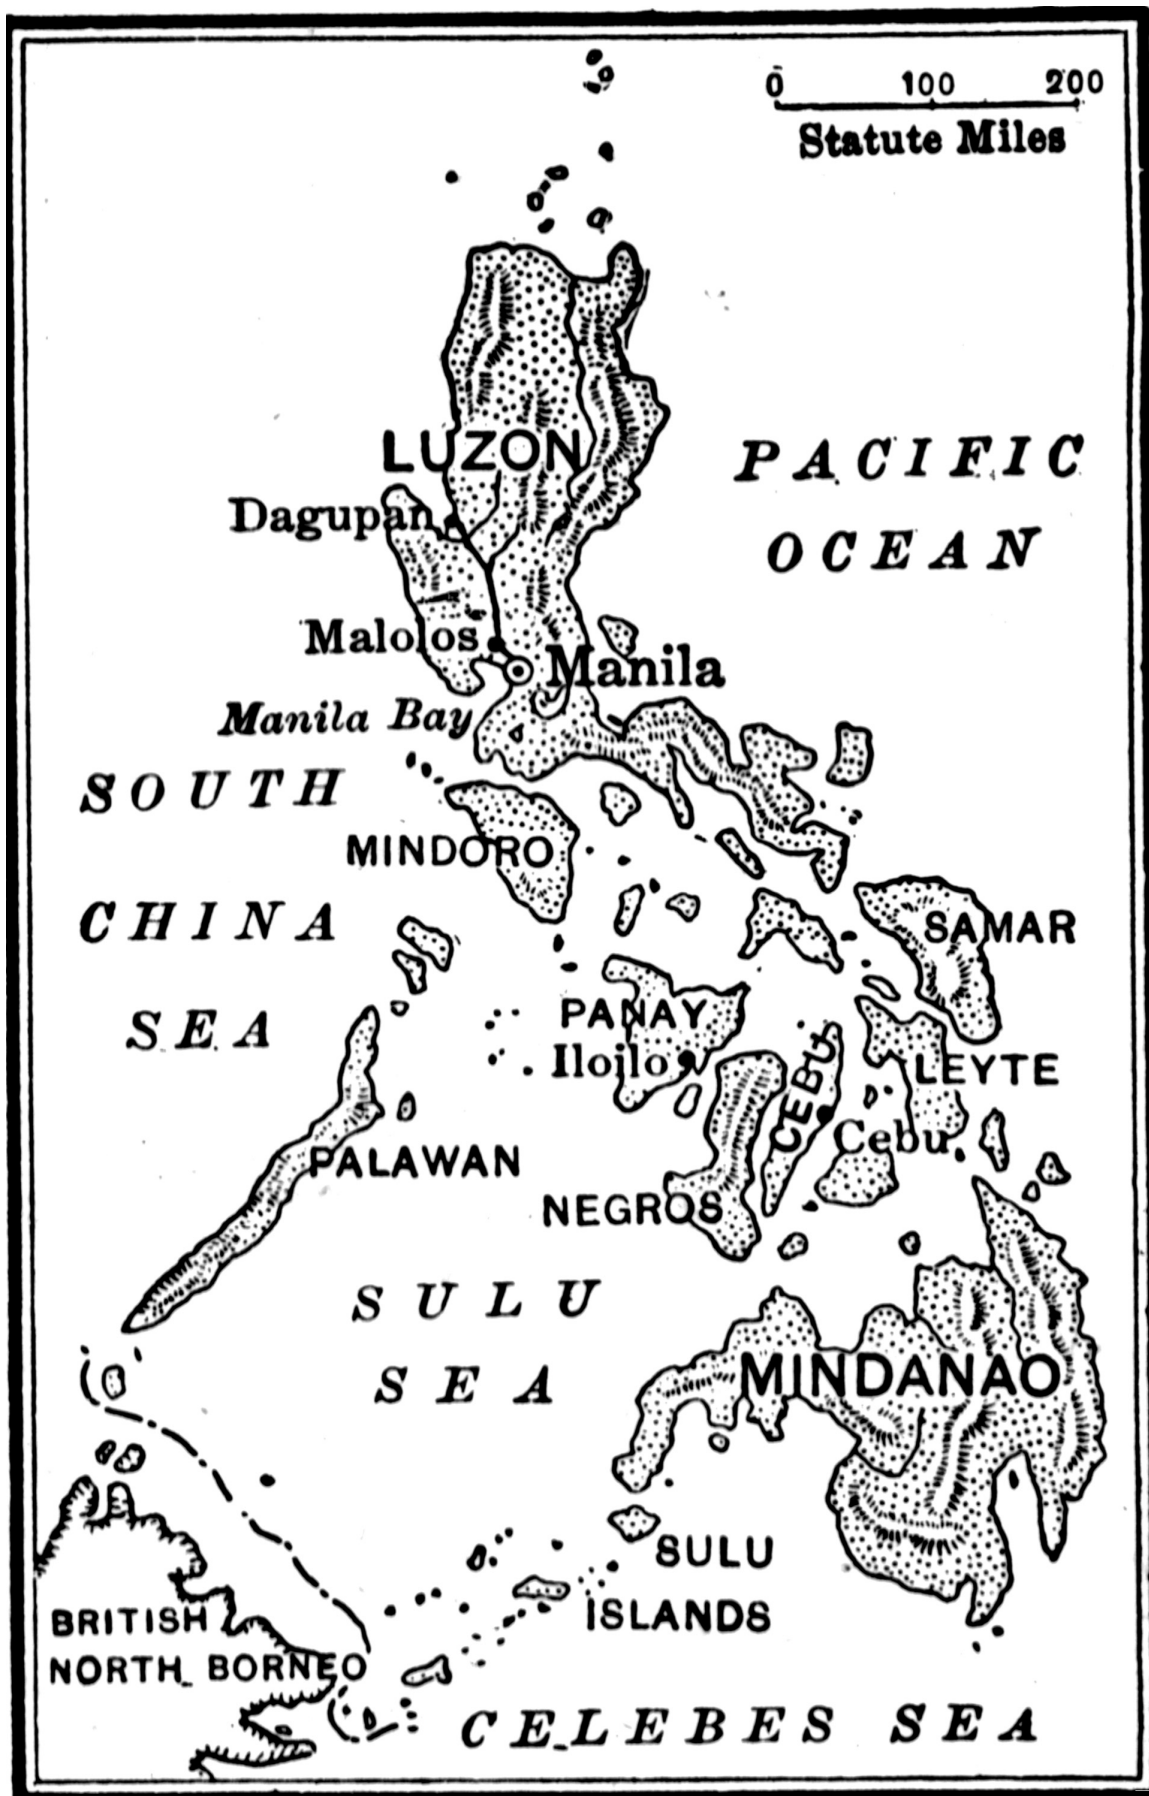 0 100 200
Statute Miles
LUZON
PACIFIC
OCEAN
Dagupan
Malolos
Manila
Manila Bay
SOUTH
CHINA
SEA
MINDORO
SAMAR
PANAY
Iloilo
CEBU
LEYTE
Cebu
PALAWAN
NEGROS
SULU
SEA
MINDANAO
SULU
ISLANDS
BRITISH
NORTH BORNEO
CELEBES SEA